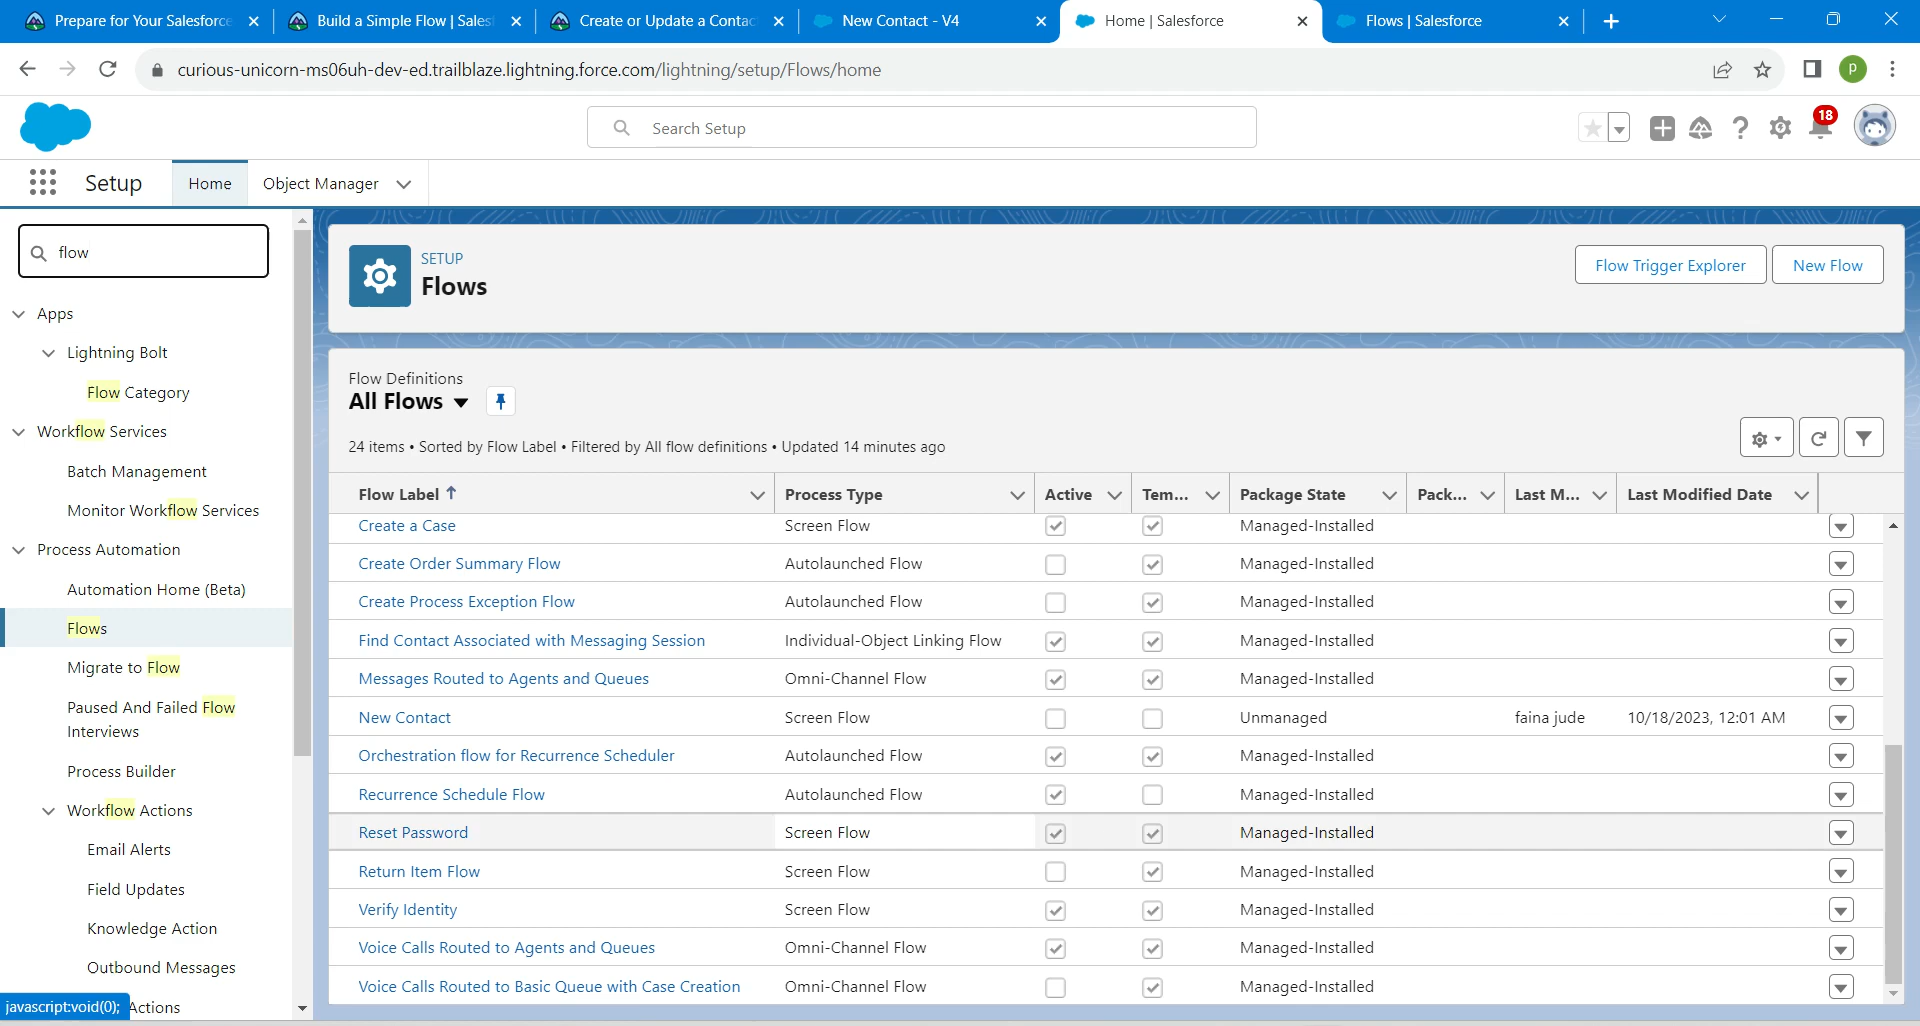 Prepare for Your Salesforce
Build a Simple Flow | Sales
Create or Update a Contac
New Contact - V4
Home | Salesforce
Flows | Salesforce
curious-unicorn-ms06uh-dev-ed.trailblaze.lightning.force.com/lightning/setup/Flows/home
P
Search Setup
18
Setup
Home
Object Manager
flow
Apps
Lightning Bolt
Flow Category
Workflow Services
Batch Management
Monitor Workflow Services
Process Automation
Automation Home (Beta)
Flows
Migrate to Flow
Paused And Failed Flow
Interviews
Process Builder
Workflow Actions
Email Alerts
Field Updates
Knowledge Action
Outbound Messages
Actions
javascript:void(0);
SETUP
Flows
Flow Trigger Explorer
New Flow
Flow Definitions
All Flows
24 items • Sorted by Flow Label • Filtered by All flow definitions • Updated 14 minutes ago
Flow Label Process Type Active Tem... Package State Pack... Last M... Last Modified Date
Create a Case Screen Flow Managed-Installed
Create Order Summary Flow Autolaunched Flow Managed-Installed
Create Process Exception Flow Autolaunched Flow Managed-Installed
Find Contact Associated with Messaging Session Individual-Object Linking Flow Managed-Installed
Messages Routed to Agents and Queues Omni-Channel Flow Managed-Installed
New Contact Screen Flow Unmanaged faina jude 10/18/2023, 12:01 AM
Orchestration flow for Recurrence Scheduler Autolaunched Flow Managed-Installed
Recurrence Schedule Flow Autolaunched Flow Managed-Installed
Reset Password Screen Flow Managed-Installed
Return Item Flow Screen Flow Managed-Installed
Verify Identity Screen Flow Managed-Installed
Voice Calls Routed to Agents and Queues Omni-Channel Flow Managed-Installed
Voice Calls Routed to Basic Queue with Case Creation Omni-Channel Flow Managed-Installed